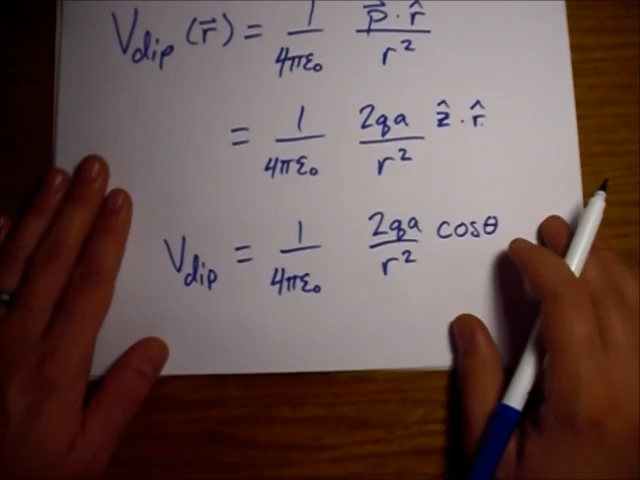 V_dip (r⃗) = 1/4πε₀ p⃗ · r̂/r²
= 1/4πε₀ 2qa/r² ẑ · r̂
V_dip = 1/4πε₀ 2qa/r² cosθ